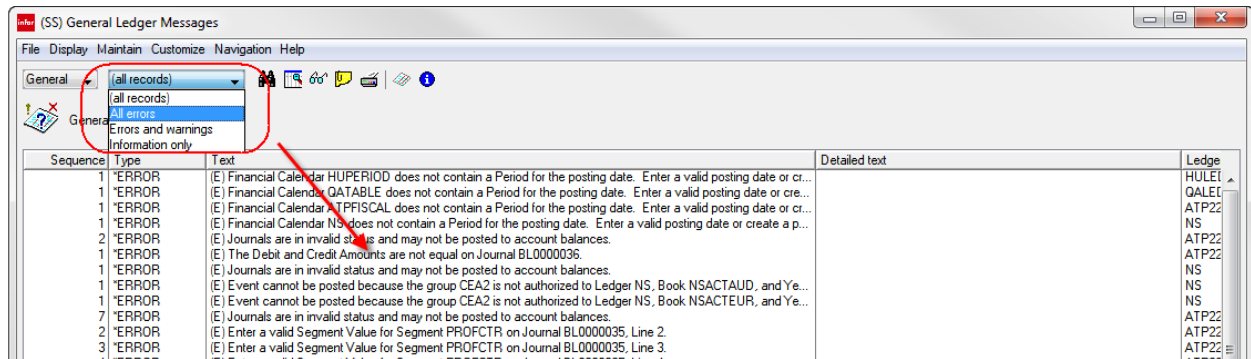 infor (SS) General Ledger Messages
File Display Maintain Customize Navigation Help
General (all records)
(all records)
All errors
Errors and warnings
Information only
Genera
Sequence Type Text Detailed text Ledge
1 *ERROR (E) Financial Calendar HUPERIOD does not contain a Period for the posting date. Enter a valid posting date or cr... HULED
1 *ERROR (E) Financial Calendar QATABLE does not contain a Period for the posting date. Enter a valid posting date or cre... QALED
1 *ERROR (E) Financial Calendar ATPFISCAL does not contain a Period for the posting date. Enter a valid posting date or cr... ATP22
1 *ERROR (E) Financial Calendar NS does not contain a Period for the posting date. Enter a valid posting date or create a p... NS
2 *ERROR (E) Journals are in invalid status and may not be posted to account balances. ATP22
1 *ERROR (E) The Debit and Credit Amounts are not equal on Journal BL0000036. ATP22
1 *ERROR (E) Journals are in invalid status and may not be posted to account balances. NS
1 *ERROR (E) Event cannot be posted because the group CEA2 is not authorized to Ledger NS, Book NSACTAUD, and Ye... NS
1 *ERROR (E) Event cannot be posted because the group CEA2 is not authorized to Ledger NS, Book NSACTEUR, and Ye... NS
7 *ERROR (E) Journals are in invalid status and may not be posted to account balances. ATP22
2 *ERROR (E) Enter a valid Segment Value for Segment PROFCTR on Journal BL0000035, Line 2. ATP22
3 *ERROR (E) Enter a valid Segment Value for Segment PROFCTR on Journal BL0000035, Line 3. ATP22